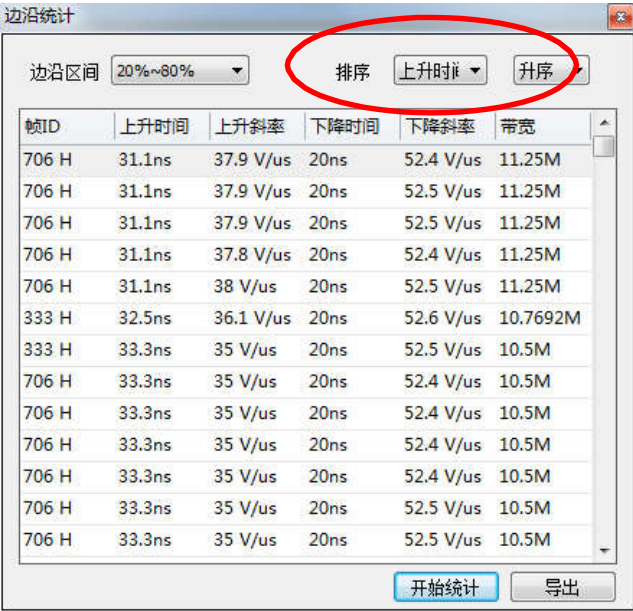 边沿统计
边沿区间 20%~80% 排序 上升时 升序
帧ID 上升时间 上升斜率 下降时间 下降斜率 带宽
706 H 31.1ns 37.9 V/us 20ns 52.4 V/us 11.25M
706 H 31.1ns 37.9 V/us 20ns 52.5 V/us 11.25M
706 H 31.1ns 37.9 V/us 20ns 52.5 V/us 11.25M
706 H 31.1ns 37.8 V/us 20ns 52.4 V/us 11.25M
706 H 31.1ns 38 V/us 20ns 52.5 V/us 11.25M
333 H 32.5ns 36.1 V/us 20ns 52.6 V/us 10.7692M
333 H 33.3ns 35 V/us 20ns 52.5 V/us 10.5M
706 H 33.3ns 35 V/us 20ns 52.4 V/us 10.5M
706 H 33.3ns 35 V/us 20ns 52.4 V/us 10.5M
706 H 33.3ns 35 V/us 20ns 52.5 V/us 10.5M
706 H 33.3ns 35 V/us 20ns 52.4 V/us 10.5M
706 H 33.3ns 35 V/us 20ns 52.5 V/us 10.5M
706 H 33.3ns 35 V/us 20ns 52.5 V/us 10.5M
开始统计 导出